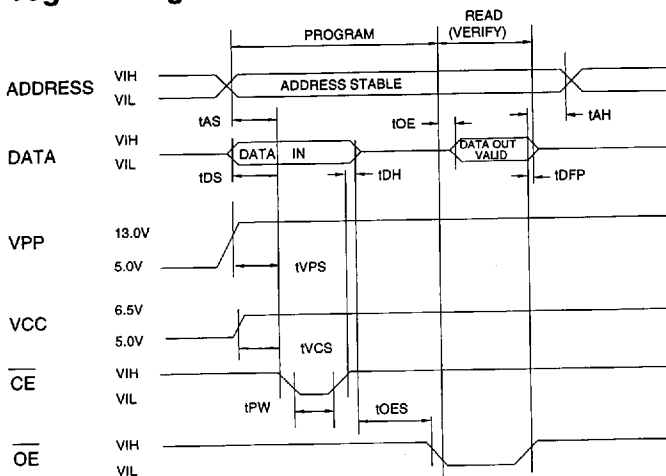 READ
PROGRAM (VERIFY)
ADDRESS VIH VIL ADDRESS STABLE
tAS tOE tAH
DATA VIH VIL DATA IN DATA OUT VALID
tDS tDH tDFP
VPP 13.0V 5.0V
tVPS
VCC 6.5V 5.0V
tVCS
CE VIH VIL
tPW tOES
OE VIH VIL